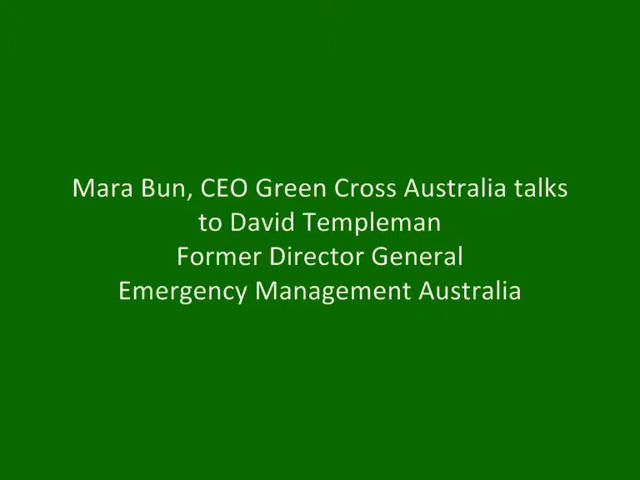 Mara Bun, CEO Green Cross Australia talks
to David Templeman
Former Director General
Emergency Management Australia